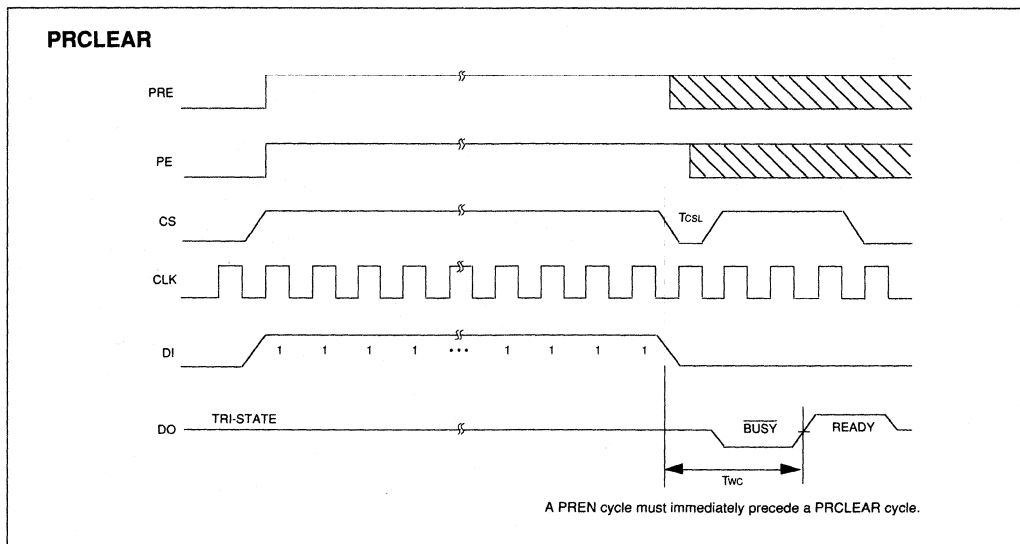 PRCLEAR
PRE
PE
CS
TCSL
CLK
DI
1 1 1 1 ••• 1 1 1 1
TRI-STATE
DO
BUSY
READY
TWC
A PREN cycle must immediately precede a PRCLEAR cycle.